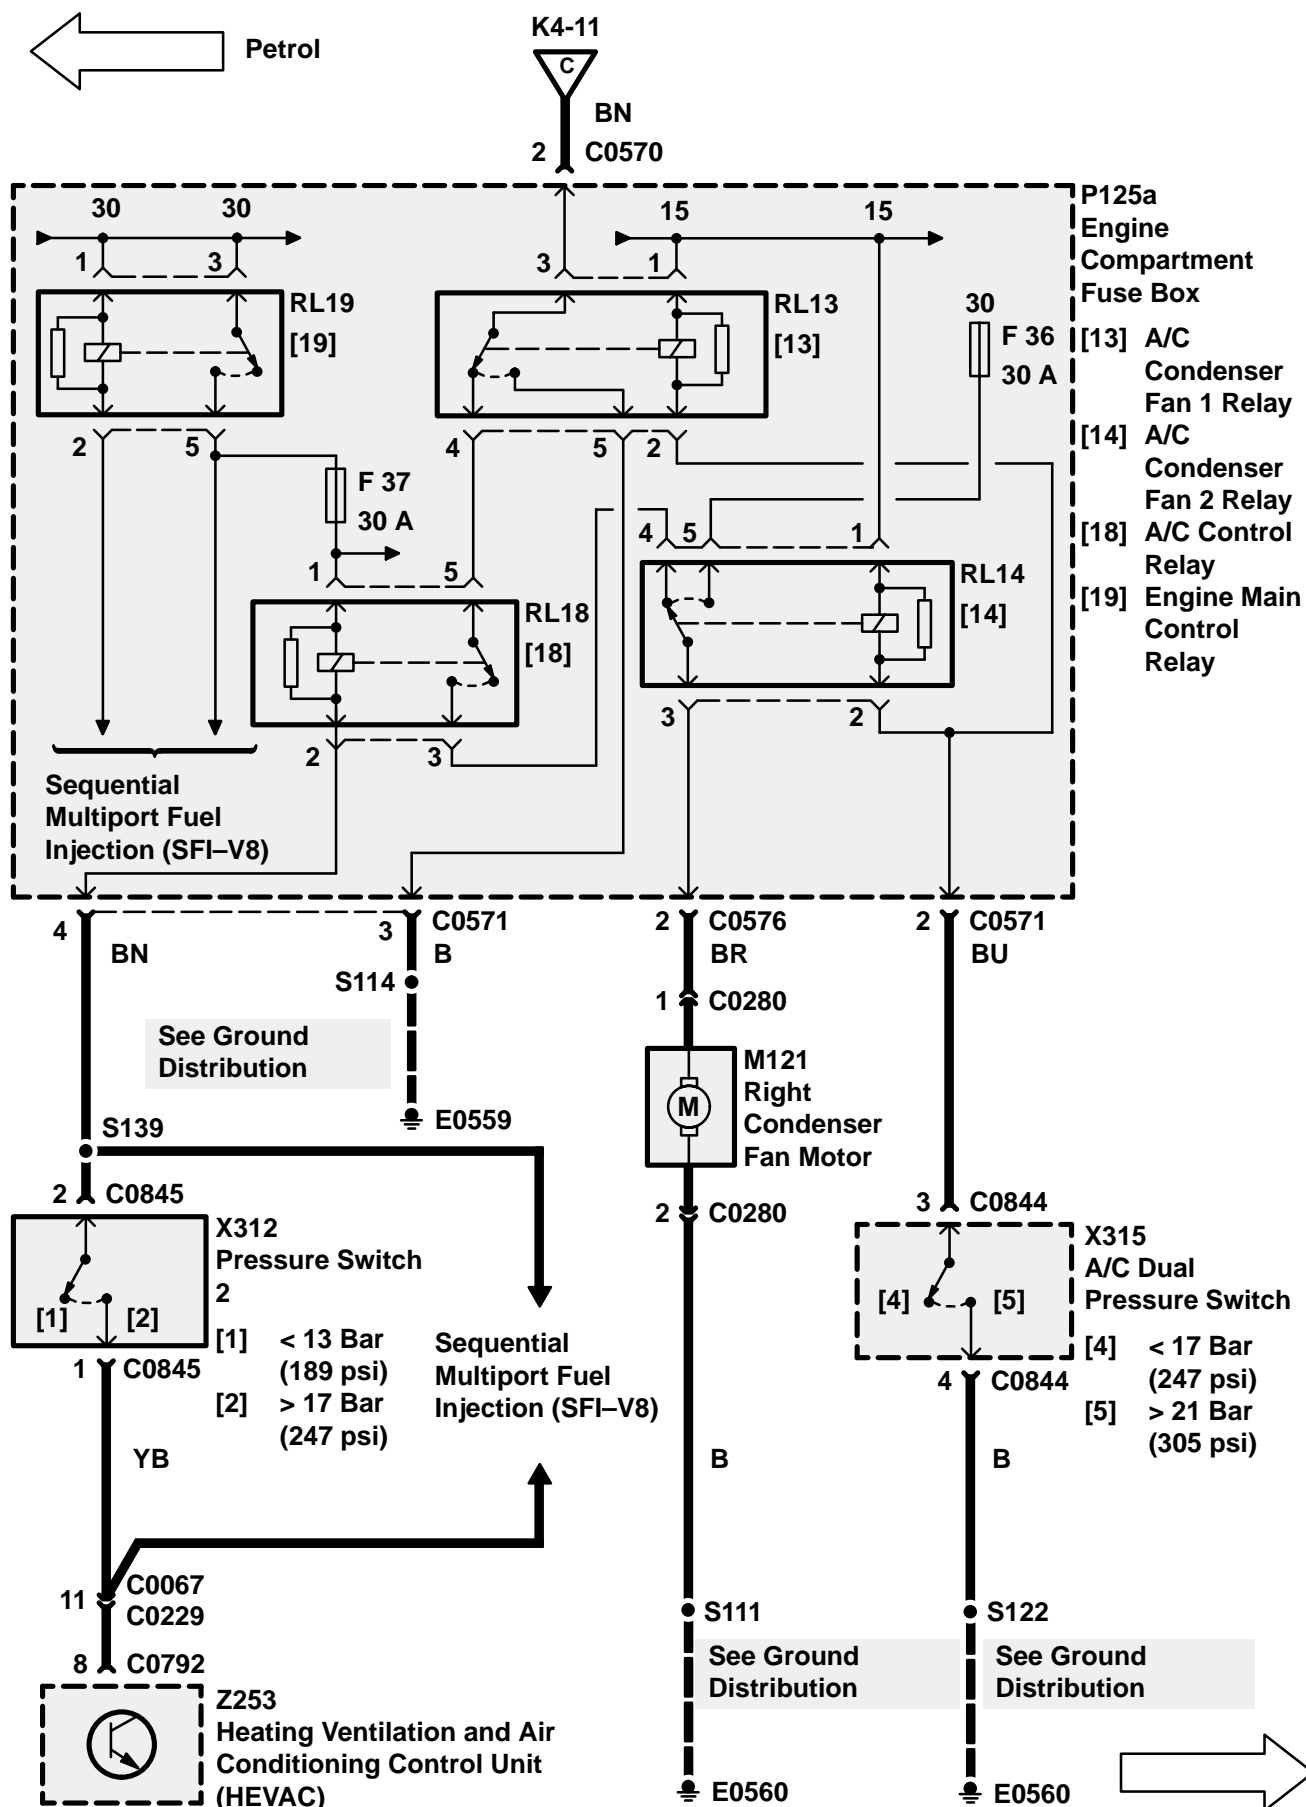 Petrol
K4-11
C
BN
2 C0570
P125a
Engine
Compartment
Fuse Box
30 30
15 15
1 3
3 1
RL19
[19]
RL13
[13]
30
F 36
30 A
[13] A/C
Condenser
Fan 1 Relay
[14] A/C
Condenser
Fan 2 Relay
[18] A/C Control
Relay
[19] Engine Main
Control
Relay
2 5
4 5 2
F 37
30 A
4 5 1
1 5
RL18
[18]
RL14
[14]
2 3
3 2
Sequential
Multiport Fuel
Injection (SFI–V8)
4
BN
3 C0571
B
2 C0576
BR
2 C0571
BU
S114
1 C0280
See Ground
Distribution
E0559
M121
Right
Condenser
Fan Motor
M
S139
2 C0845
2 C0280
3 C0844
X312
Pressure Switch
2
[1] [2]
[1] < 13 Bar
(189 psi)
[2] > 17 Bar
(247 psi)
X315
A/C Dual
Pressure Switch
[4] [5]
[4] < 17 Bar
(247 psi)
[5] > 21 Bar
(305 psi)
1 C0845
4 C0844
Sequential
Multiport Fuel
Injection (SFI–V8)
YB
B
B
11 C0067
C0229
S111
S122
8 C0792
See Ground
Distribution
See Ground
Distribution
Z253
Heating Ventilation and Air
Conditioning Control Unit
(HEVAC)
E0560
E0560